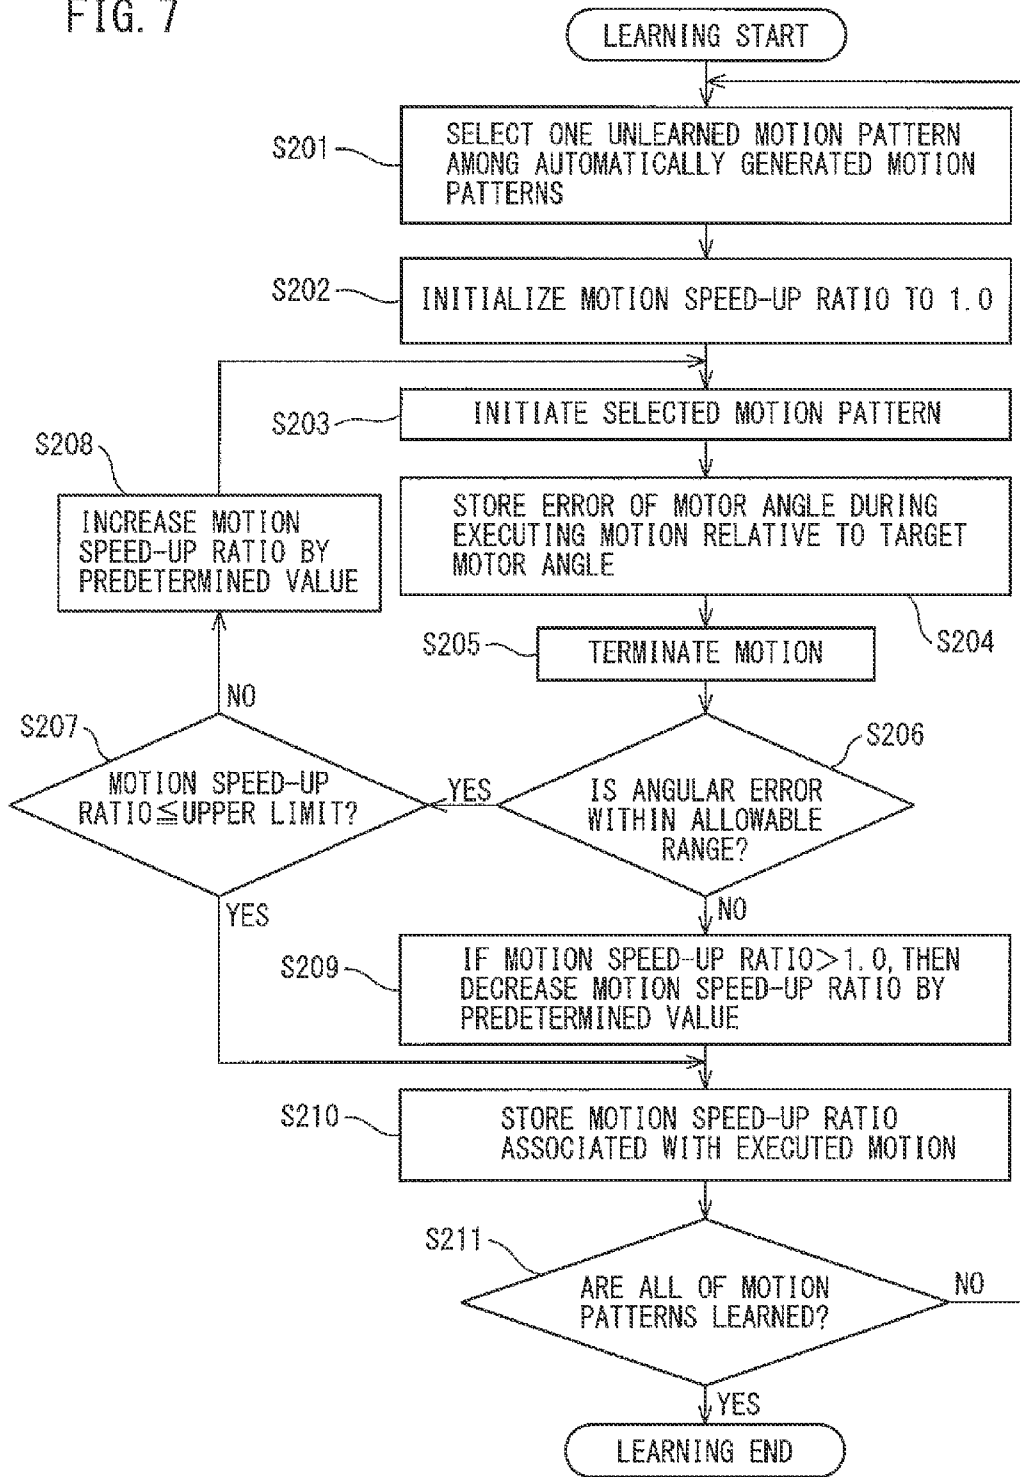 FIG. 7
LEARNING START
S201
SELECT ONE UNLEARNED MOTION PATTERN
AMONG AUTOMATICALLY GENERATED MOTION
PATTERNS
S202
INITIALIZE MOTION SPEED-UP RATIO TO 1.0
S203
INITIATE SELECTED MOTION PATTERN
S208
INCREASE MOTION
SPEED-UP RATIO BY
PREDETERMINED VALUE
STORE ERROR OF MOTOR ANGLE DURING
EXECUTING MOTION RELATIVE TO TARGET
MOTOR ANGLE
S204
S205
TERMINATE MOTION
NO
S207
MOTION SPEED-UP
RATIO≦UPPER LIMIT?
YES
S206
IS ANGULAR ERROR
WITHIN ALLOWABLE
RANGE?
YES
NO
S209
IF MOTION SPEED-UP RATIO>1.0, THEN
DECREASE MOTION SPEED-UP RATIO BY
PREDETERMINED VALUE
S210
STORE MOTION SPEED-UP RATIO
ASSOCIATED WITH EXECUTED MOTION
S211
ARE ALL OF MOTION
PATTERNS LEARNED?
NO
YES
LEARNING END